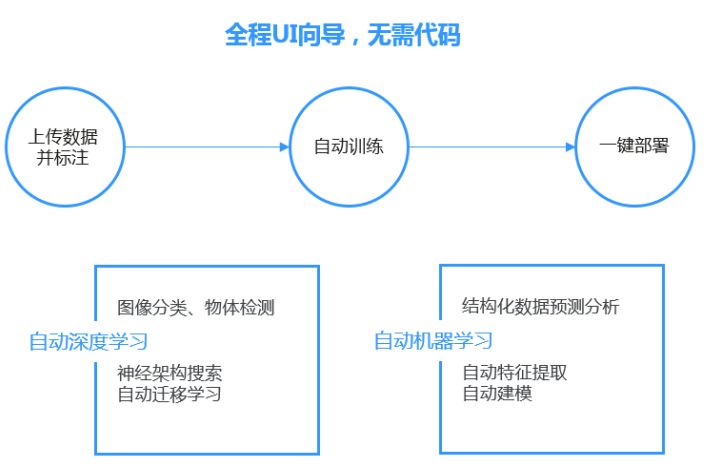 全程UI向导，无需代码
上传数据
并标注
自动训练
一键部署
图像分类、物体检测
自动深度学习
神经架构搜索
自动迁移学习
结构化数据预测分析
自动机器学习
自动特征提取
自动建模